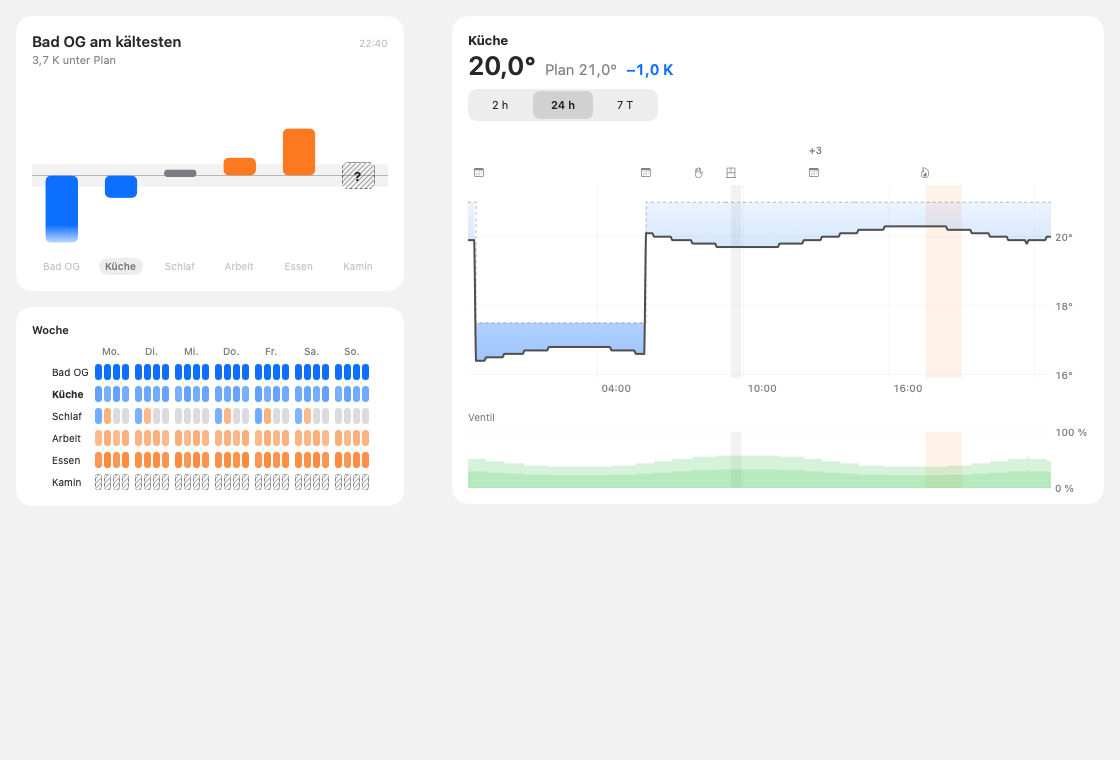 Bad OG am kältesten
22:40
3,7 K unter Plan
?
Bad OG Küche Schlaf Arbeit Essen Kamin
Woche
Mo. Di. Mi. Do. Fr. Sa. So.
Bad OG
Küche
Schlaf
Arbeit
Essen
Kamin
Küche
20,0° Plan 21,0° −1,0 K
2 h 24 h 7 T
+3
20°
18°
16°
04:00 10:00 16:00
Ventil
100 %
0 %